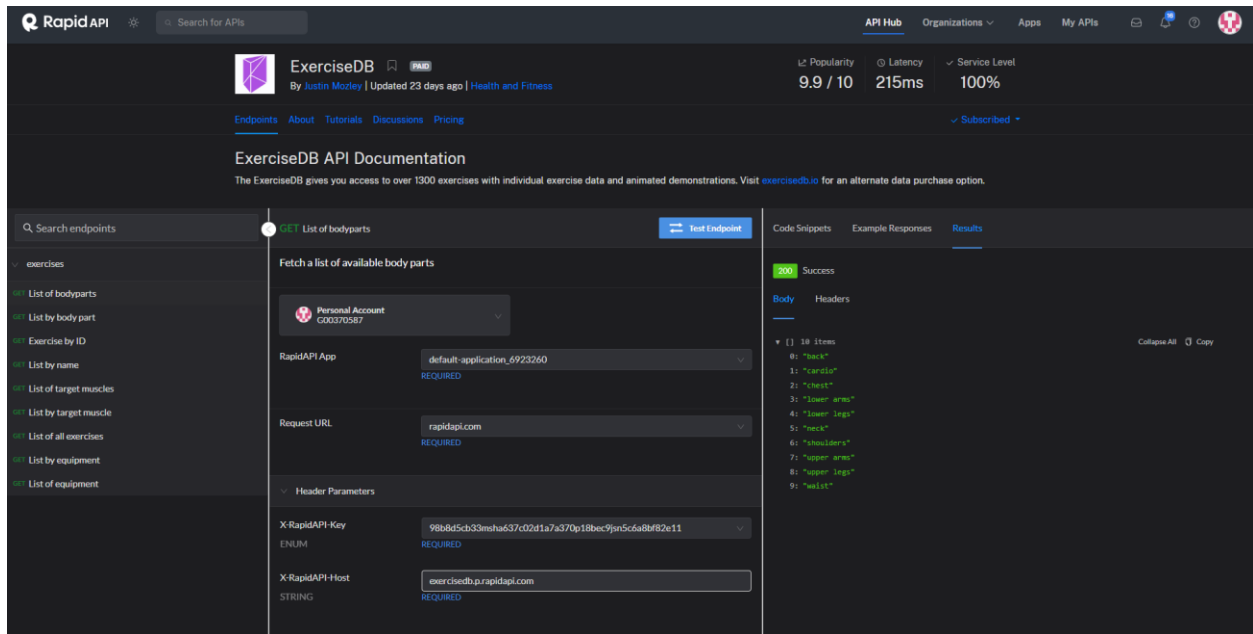 Rapid API
Search for APIs
API Hub
Organizations
Apps
My APIs
ExerciseDB
PAID
By Justin Mozley | Updated 23 days ago | Health and Fitness
Popularity
9.9 / 10
Latency
215ms
Service Level
100%
Endpoints About Tutorials Discussions Pricing
Subscribed
ExerciseDB API Documentation
The ExerciseDB gives you access to over 1300 exercises with individual exercise data and animated demonstrations. Visit exercisedb.io for an alternate data purchase option.
Search endpoints
exercises
GET List of bodyparts
GET List by body part
GET Exercise by ID
GET List by name
GET List of target muscles
GET List by target muscle
GET List of all exercises
GET List by equipment
GET List of equipment
GET List of bodyparts
Test Endpoint
Fetch a list of available body parts
Personal Account
G00370587
RapidAPI App
default-application_6923260
REQUIRED
Request URL
rapidapi.com
REQUIRED
Header Parameters
X-RapidAPI-Key
98b8d5cb33msha637c02d1a7a370p18bec9jsn5c6a8bf82e11
ENUM
REQUIRED
X-RapidAPI-Host
exercisedb.p.rapidapi.com
STRING
REQUIRED
Code Snippets Example Responses Results
200 Success
Body Headers
[] 10 items
Collapse All Copy
0: "back"
1: "cardio"
2: "chest"
3: "lower arms"
4: "lower legs"
5: "neck"
6: "shoulders"
7: "upper arms"
8: "upper legs"
9: "waist"